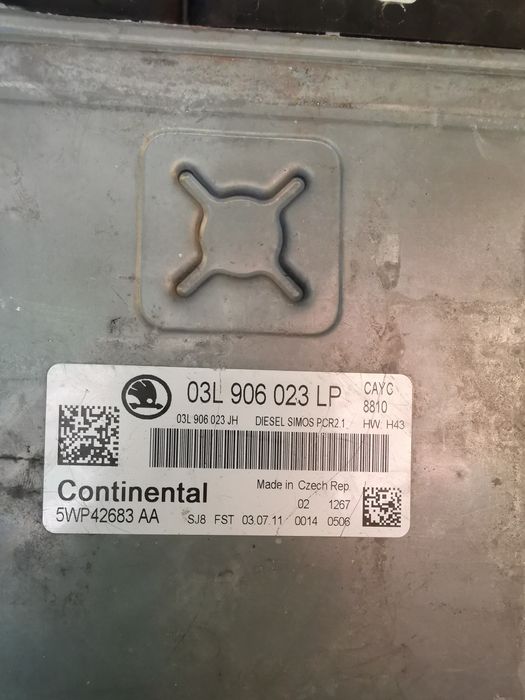 03L 906 023 LP CAYC
8810
03L 906 023 JH DIESEL SIMOS PCR2.1 HW: H43
Continental Made in Czech Rep
02 1267
5WP42683 AA SJ8 FST 03.07.11 0014 0506